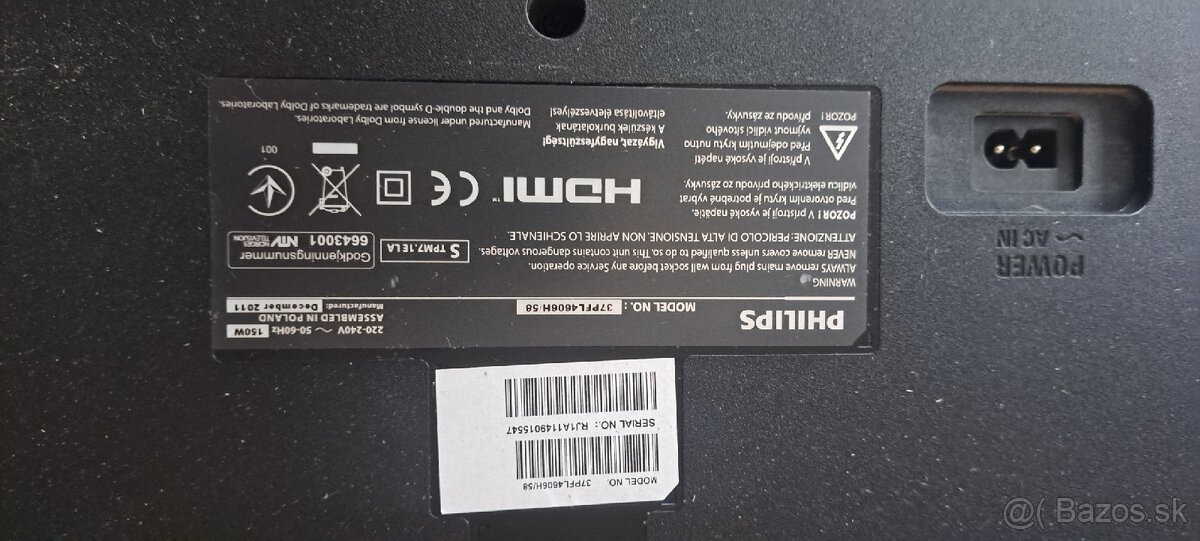 PHILIPS
MODEL NO.: 37PFL4606H/58
220-240V ~ 50-60Hz 150W
ASSEMBLED IN POLAND
Manufactured: December 2011
WARNING
ALWAYS remove mains plug from wall socket before any Service operation.
NEVER remove covers unless qualified to do so. This unit contains dangerous voltages.
ATTENZIONE: PERICOLO DI ALTA TENSIONE. NON APRIRE LO SCHIENALE.
S TPM7.1E LA
Godkjenningsnummer
6643001 NTV NORGES TELEVISION
POZOR! V prístroji je vysoké napätie.
Pred otvorením krytu je potrebné vybrat
vidlicu elektrického prívodu zo zásuvky.
HDMI™
CE
001
V přístroji je vysoké napětí
Před odejmutím krytu nutno
vyjmout vidlici síťového
přívodu ze zásuvky.
POZOR!
Vigyázat, nagyfeszültség!
A készülek burkolatának
eltávolítása életveszélyes!
Manufactured under license from Dolby Laboratories.
Dolby and the double-D symbol are trademarks of Dolby Laboratories.
POWER
~ AC IN
MODEL NO. 37PFL4606H/58
SERIAL NO.: RJ1A1149015547
@( Bazos.sk